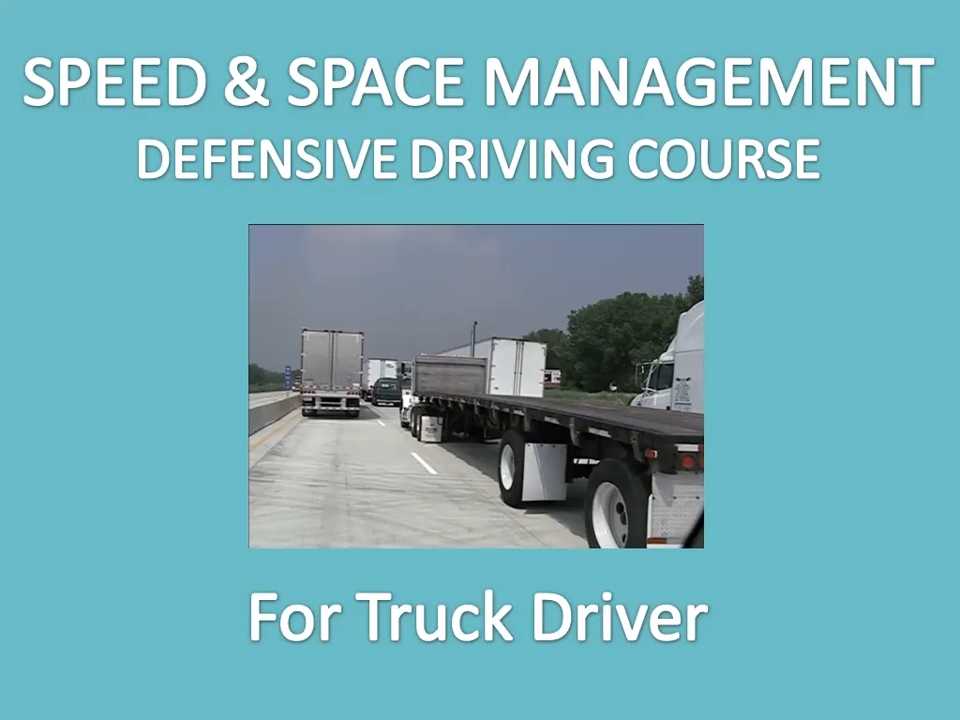 SPEED & SPACE MANAGEMENT
DEFENSIVE DRIVING COURSE
For Truck Driver